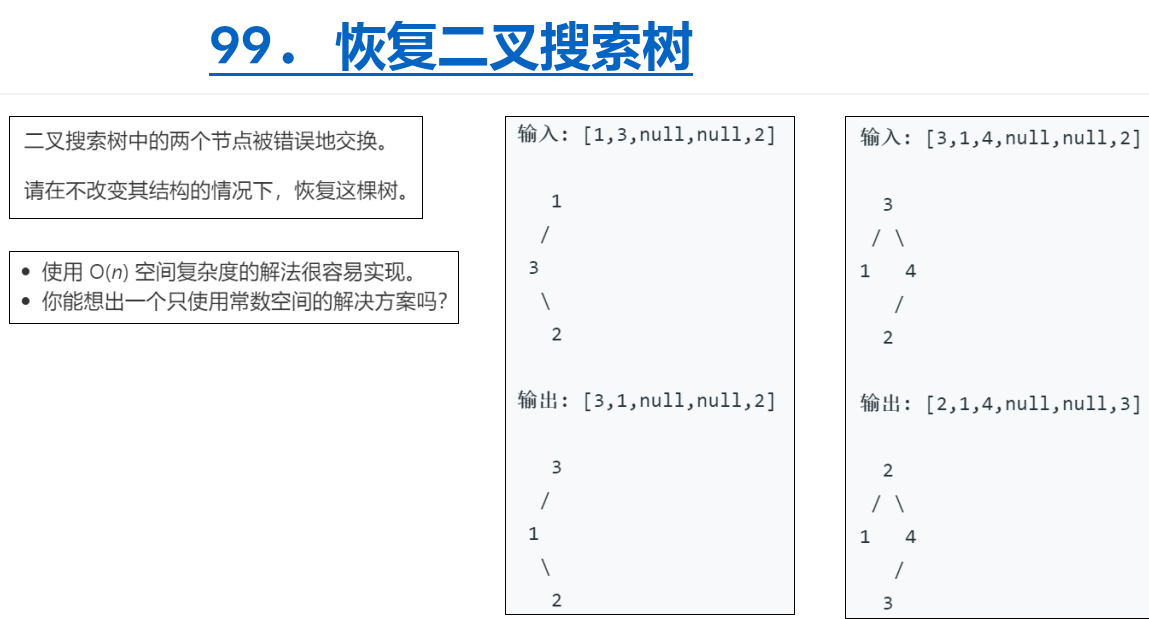 99. 恢复二叉搜索树
二叉搜索树中的两个节点被错误地交换。
请在不改变其结构的情况下，恢复这棵树。
• 使用 O(n) 空间复杂度的解法很容易实现。
• 你能想出一个只使用常数空间的解决方案吗？
输入: [1,3,null,null,2]
1
/
3
\
2
输出: [3,1,null,null,2]
3
/
1
\
2
输入: [3,1,4,null,null,2]
3
/ \
1 4
/
2
输出: [2,1,4,null,null,3]
2
/ \
1 4
/
3